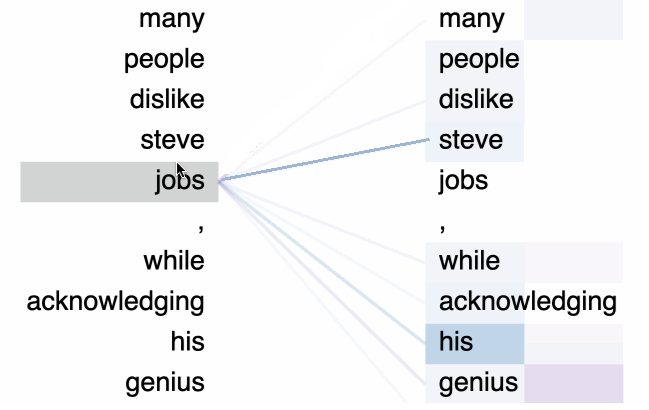 many many
people people
dislike dislike
steve steve
jobs jobs
, ,
while while
acknowledging acknowledging
his his
genius genius